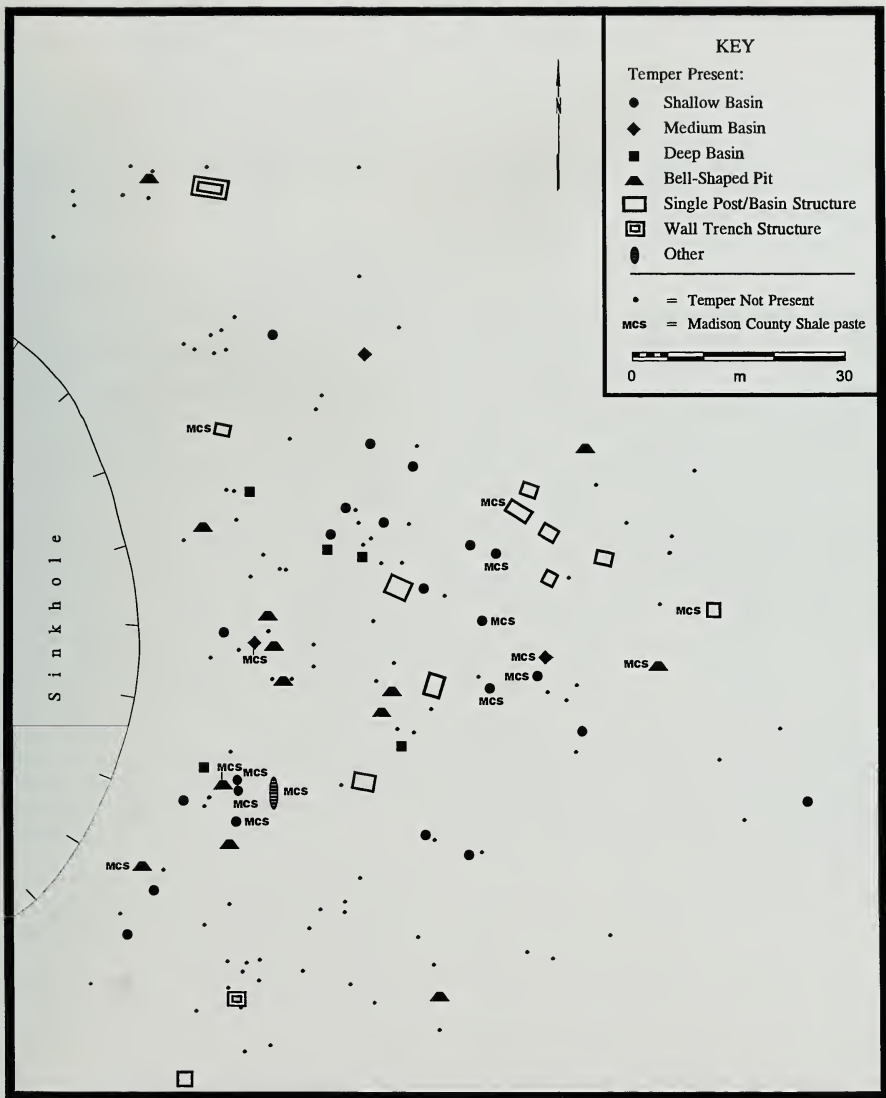 KEY
Temper Present:
Shallow Basin
Medium Basin
Deep Basin
Bell-Shaped Pit
Single Post/Basin Structure
Wall Trench Structure
Other
= Temper Not Present
MCS = Madison County Shale paste
0 m 30
N
MCS
MCS
MCS
MCS
MCS
MCS
MCS
MCS
MCS
MCS
Sinkhole
MCS
MCS
MCS
MCS
MCS
MCS